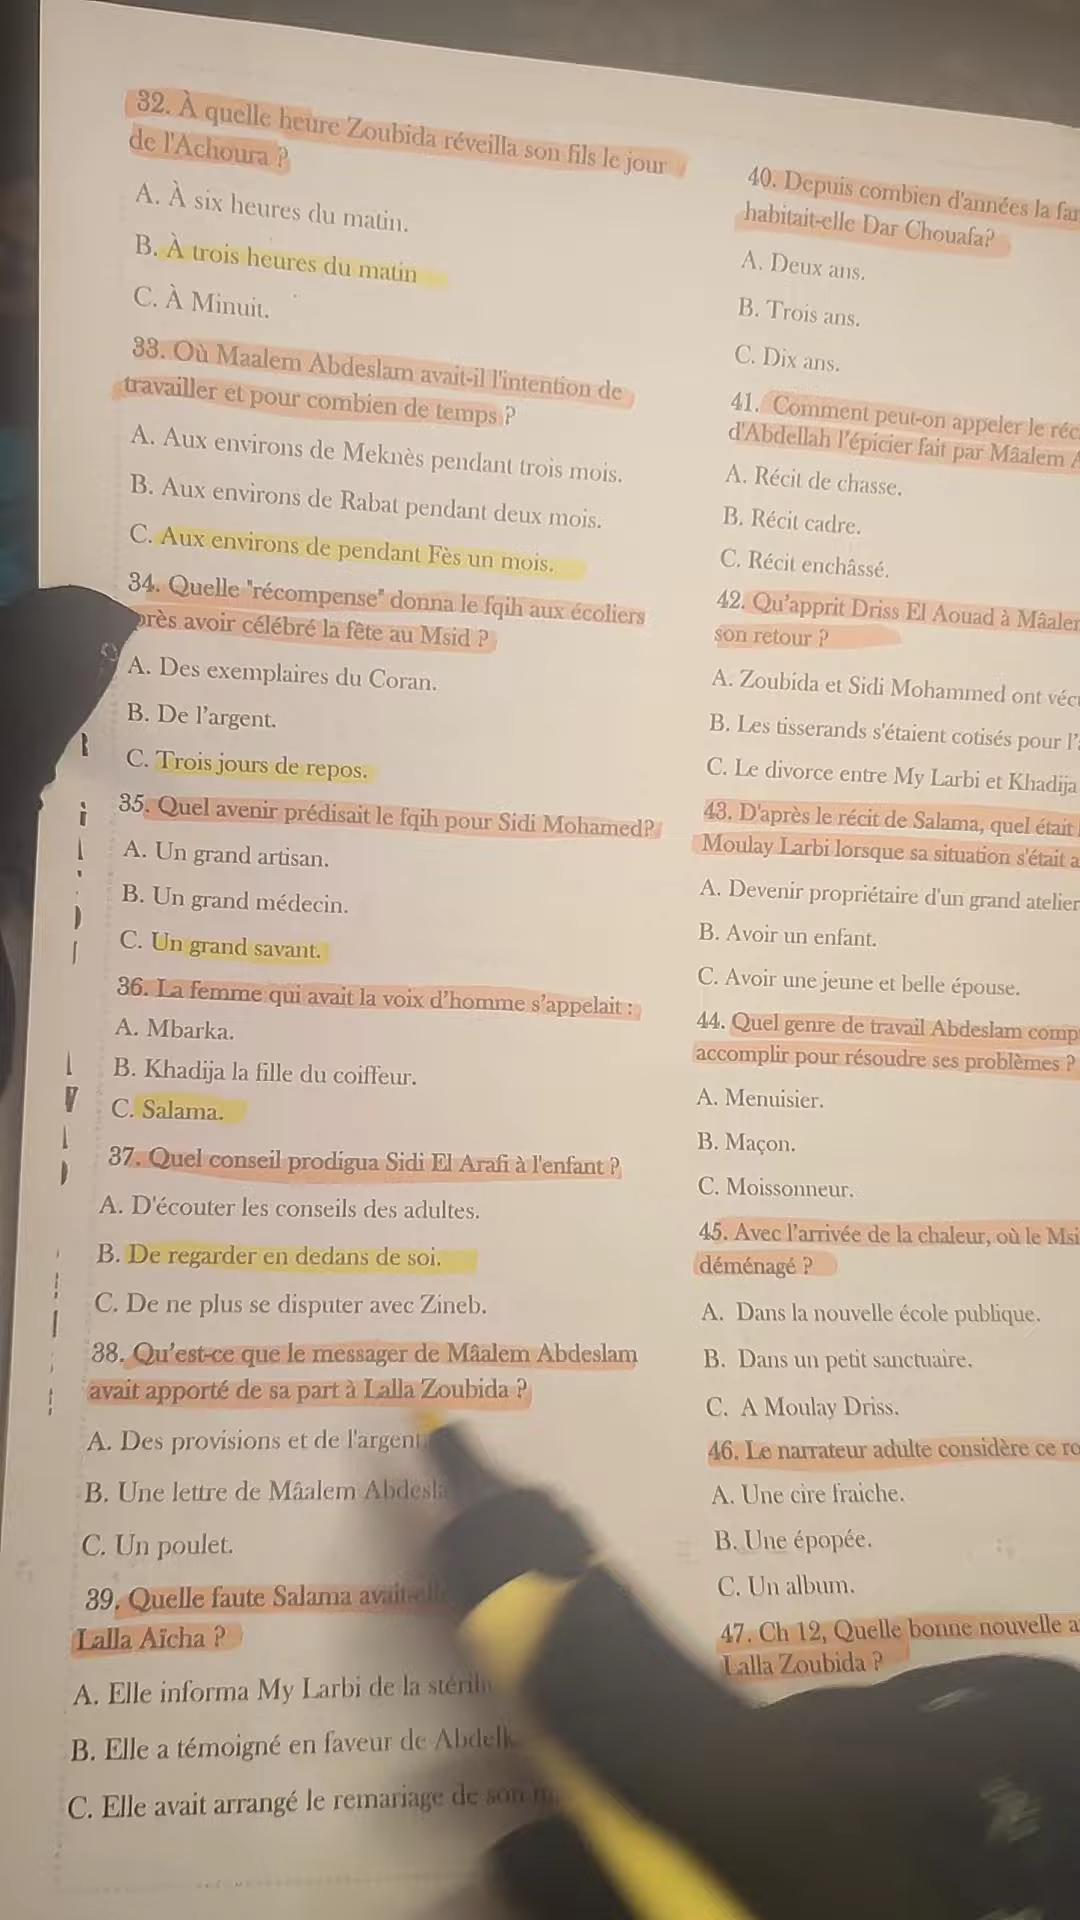 32. À quelle heure Zoubida réveilla son fils le jour
de l'Achoura ?
A. À six heures du matin.
B. À trois heures du matin
C. À Minuit.
33. Où Maalem Abdeslam avait-il l'intention de
travailler et pour combien de temps ?
A. Aux environs de Meknès pendant trois mois.
B. Aux environs de Rabat pendant deux mois.
C. Aux environs de pendant Fès un mois.
34. Quelle "récompense" donna le fqih aux écoliers
près avoir célébré la fête au Msid ?
A. Des exemplaires du Coran.
B. De l'argent.
C. Trois jours de repos.
35. Quel avenir prédisait le fqih pour Sidi Mohamed?
A. Un grand artisan.
B. Un grand médecin.
C. Un grand savant.
36. La femme qui avait la voix d'homme s'appelait :
A. Mbarka.
B. Khadija la fille du coiffeur.
C. Salama.
37. Quel conseil prodigua Sidi El Arafi à l'enfant ?
A. D'écouter les conseils des adultes.
B. De regarder en dedans de soi.
C. De ne plus se disputer avec Zineb.
38. Qu'est-ce que le messager de Mâalem Abdeslam
avait apporté de sa part à Lalla Zoubida ?
A. Des provisions et de l'argent.
B. Une lettre de Mâalem
C. Un poulet.
39. Quelle faute Salama
Lalla Aïcha ?
A. Elle informa My Larbi de la
B. Elle a témoigné en faveur de
C. Elle avait arrangé le remariage de son
40. Depuis combien d'années la
habitait-elle Dar Chouafa?
A. Deux ans.
B. Trois ans.
C. Dix ans.
41. Comment peut-on appeler le
d'Abdellah l'épicier fait par Mâalem
A. Récit de chasse.
B. Récit cadre.
C. Récit enchâssé.
42. Qu'apprit Driss El Aouad à
son retour ?
A. Zoubida et Sidi Mohammed ont
B. Les tisserands s'étaient cotisés pour
C. Le divorce entre My Larbi et Khadija
43. D'après le récit de Salama, quel était
Moulay Larbi lorsque sa situation s'était
A. Devenir propriétaire d'un grand atelier
B. Avoir un enfant.
C. Avoir une jeune et belle épouse.
44. Quel genre de travail Abdeslam
accomplir pour résoudre ses problèmes ?
A. Menuisier.
B. Maçon.
C. Moissonneur.
45. Avec l'arrivée de la chaleur, où le
déménagé ?
A. Dans la nouvelle école publique.
B. Dans un petit sanctuaire.
C. A Moulay Driss.
46. Le narrateur adulte considère ce
A. Une cire fraiche.
B. Une épopée.
C. Un album.
47. Ch 12, Quelle bonne nouvelle
Lalla Zoubida ?